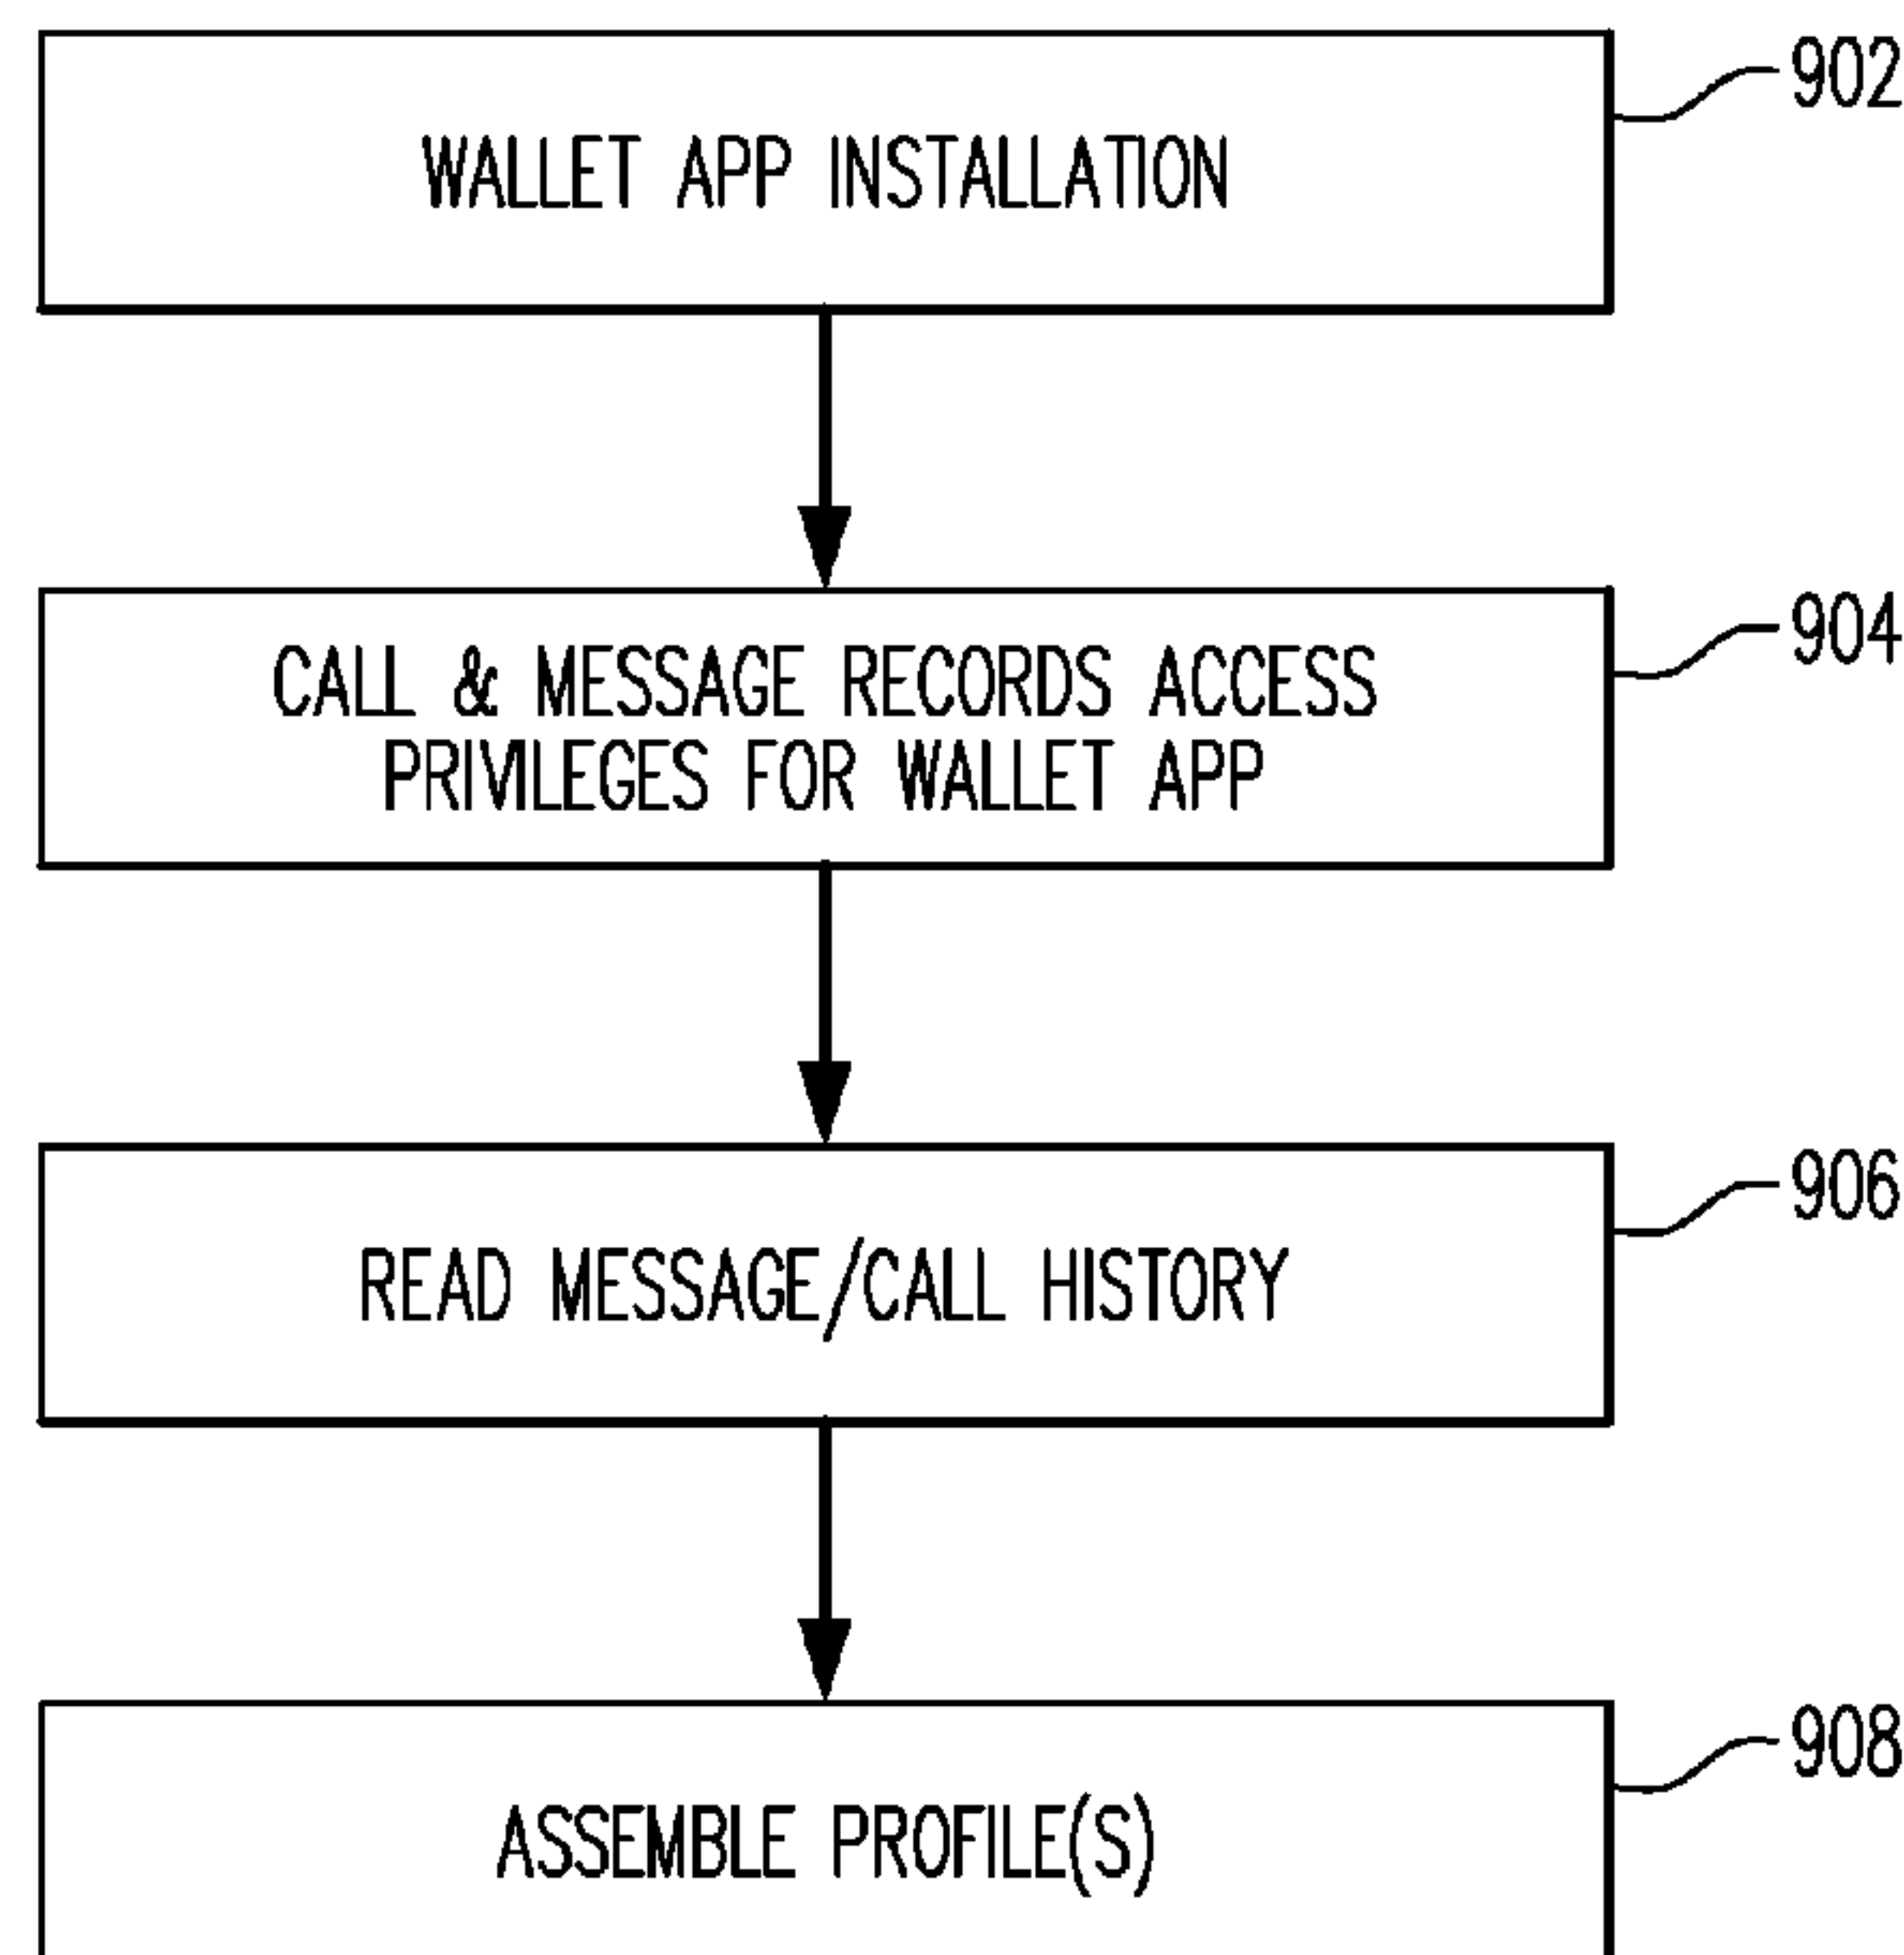 WALLET APP INSTALLATION
902
CALL & MESSAGE RECORDS ACCESS
PRIVILEGES FOR WALLET APP
904
READ MESSAGE/CALL HISTORY
906
ASSEMBLE PROFILE(S)
908